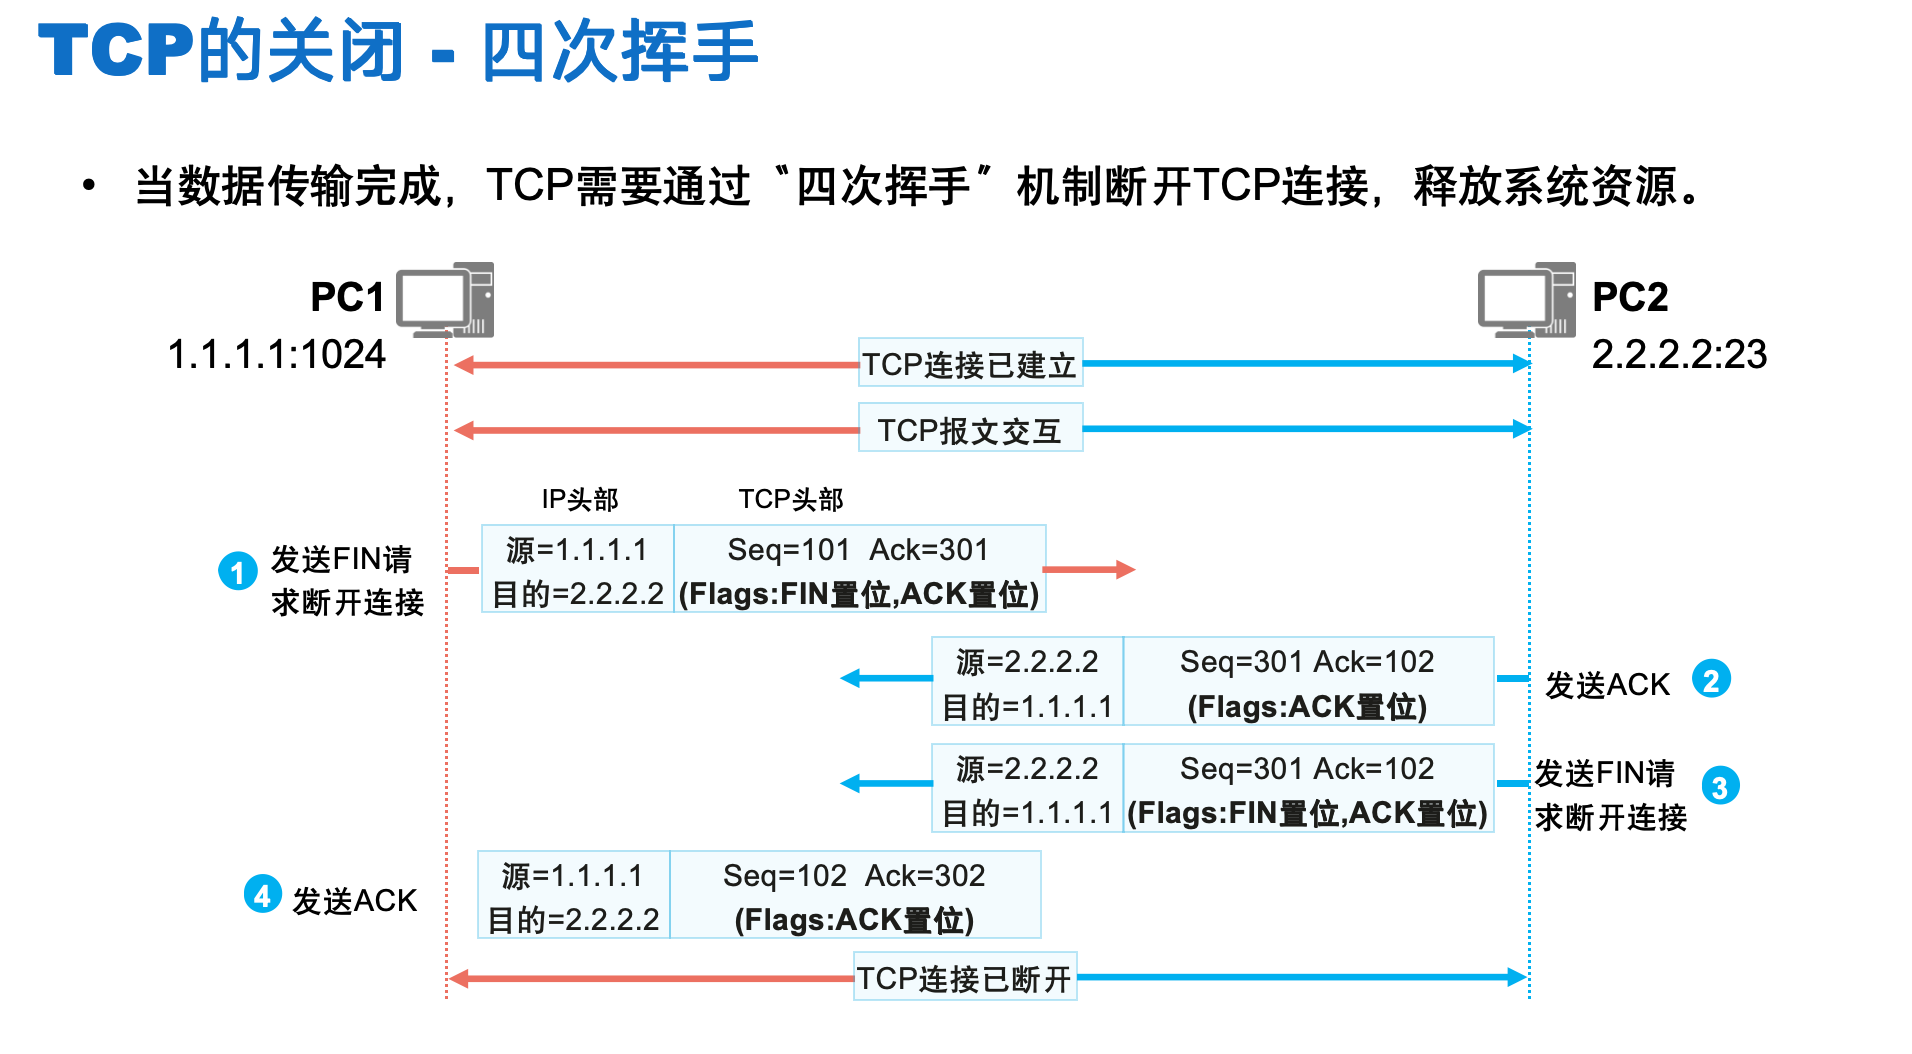 TCP的关闭 - 四次挥手
• 当数据传输完成，TCP需要通过“四次挥手”机制断开TCP连接，释放系统资源。
PC1
1.1.1.1:1024
PC2
2.2.2.2:23
TCP连接已建立
TCP报文交互
IP头部 TCP头部
1 发送FIN请
求断开连接
源=1.1.1.1 Seq=101 Ack=301
目的=2.2.2.2 (Flags:FIN置位,ACK置位)
源=2.2.2.2 Seq=301 Ack=102
目的=1.1.1.1 (Flags:ACK置位)
发送ACK 2
源=2.2.2.2 Seq=301 Ack=102
目的=1.1.1.1 (Flags:FIN置位,ACK置位)
发送FIN请
求断开连接 3
4 发送ACK
源=1.1.1.1 Seq=102 Ack=302
目的=2.2.2.2 (Flags:ACK置位)
TCP连接已断开